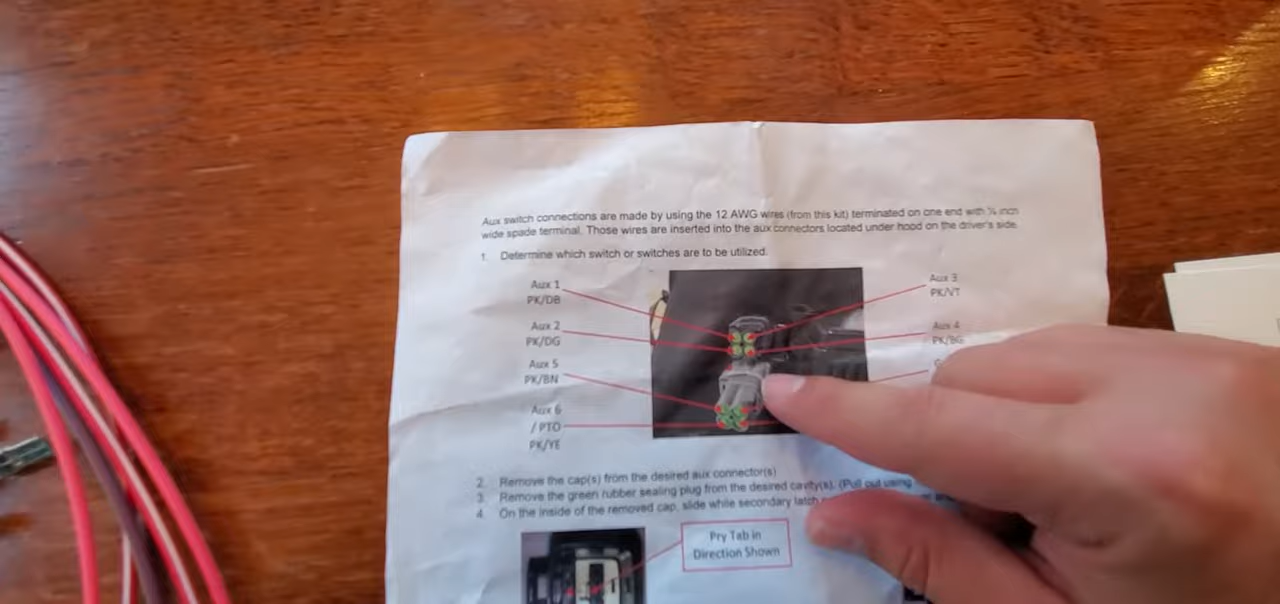 Aux switch connections are made by using the 12 AWG wires (from this kit) terminated on one end with ¼ inch
wide spade terminal. Those wires are inserted into the aux connectors located under hood on the driver's side.
1. Determine which switch or switches are to be utilized.
Aux 1
PK/DB
Aux 2
PK/DG
Aux 5
PK/BN
Aux 6
/ PTO
PK/YE
Aux 3
PK/VT
Aux 4
PK/BG
2. Remove the cap(s) from the desired aux connector(s)
3. Remove the green rubber sealing plug from the desired cavity(s). (Pull out using
4. On the inside of the removed cap, slide while secondary latch
Pry Tab in
Direction Shown